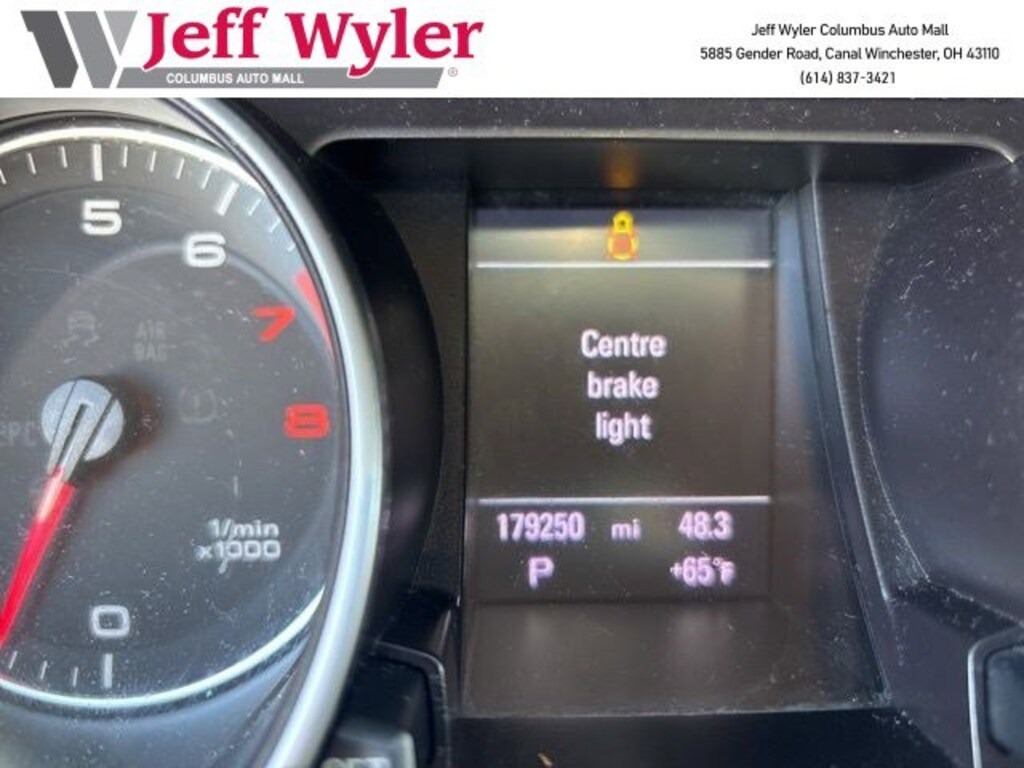 Jeff Wyler
COLUMBUS AUTO MALL
®
Jeff Wyler Columbus Auto Mall
5885 Gender Road, Canal Winchester, OH 43110
(614) 837-3421
5
6
7
8
AIR
BAG
EPC
1/min
x1000
0
Centre
brake
light
179250 mi 48.3
P +65°F
SET